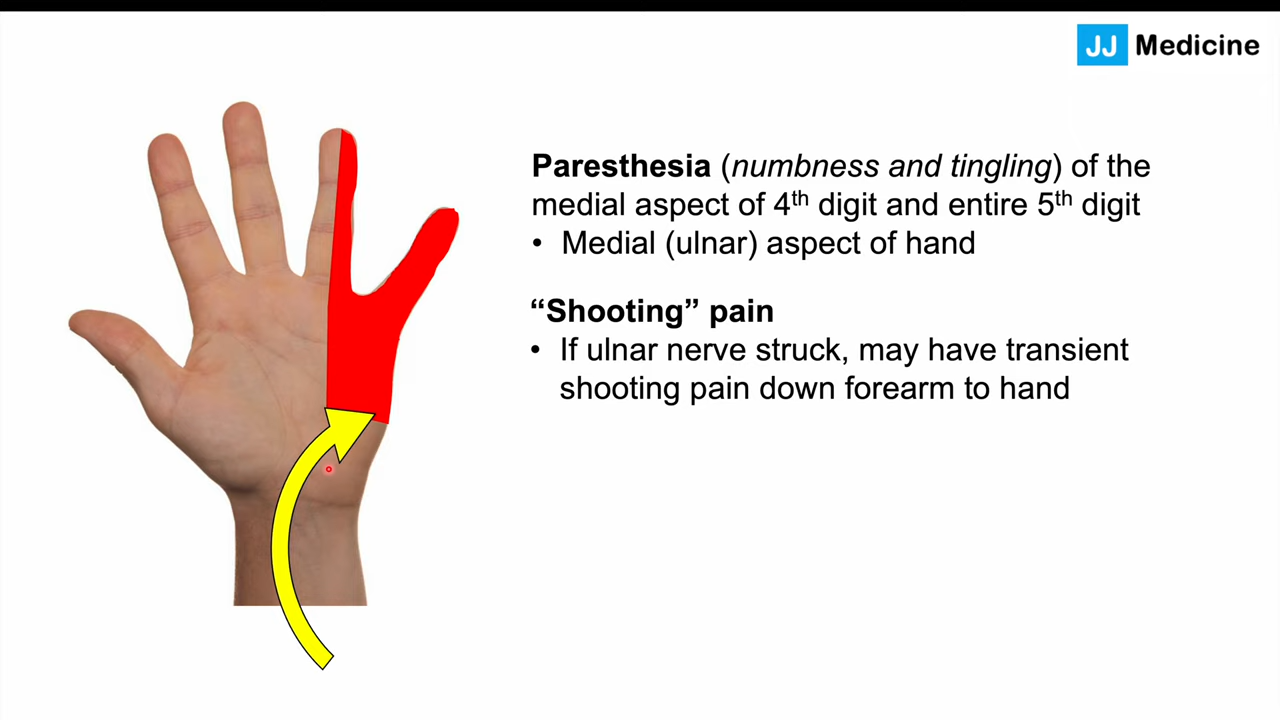 JJ Medicine
Paresthesia (numbness and tingling) of the
medial aspect of 4th digit and entire 5th digit
• Medial (ulnar) aspect of hand
“Shooting” pain
• If ulnar nerve struck, may have transient
shooting pain down forearm to hand